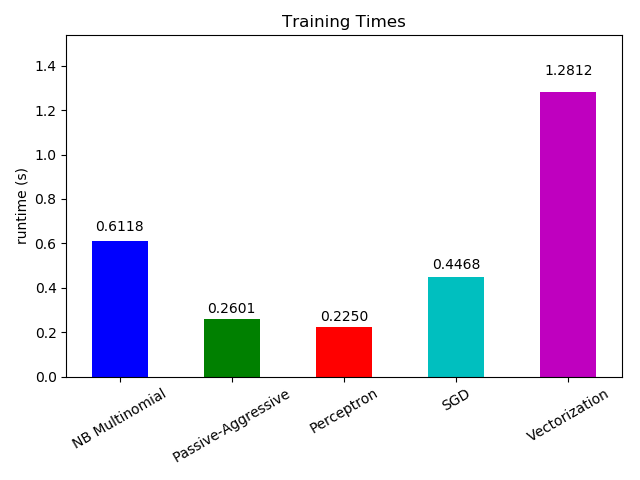 Training Times
runtime (s)
1.4
1.2
1.0
0.8
0.6
0.4
0.2
0.0
0.6118
0.2601
0.2250
0.4468
1.2812
NB Multinomial
Passive-Aggressive
Perceptron
SGD
Vectorization